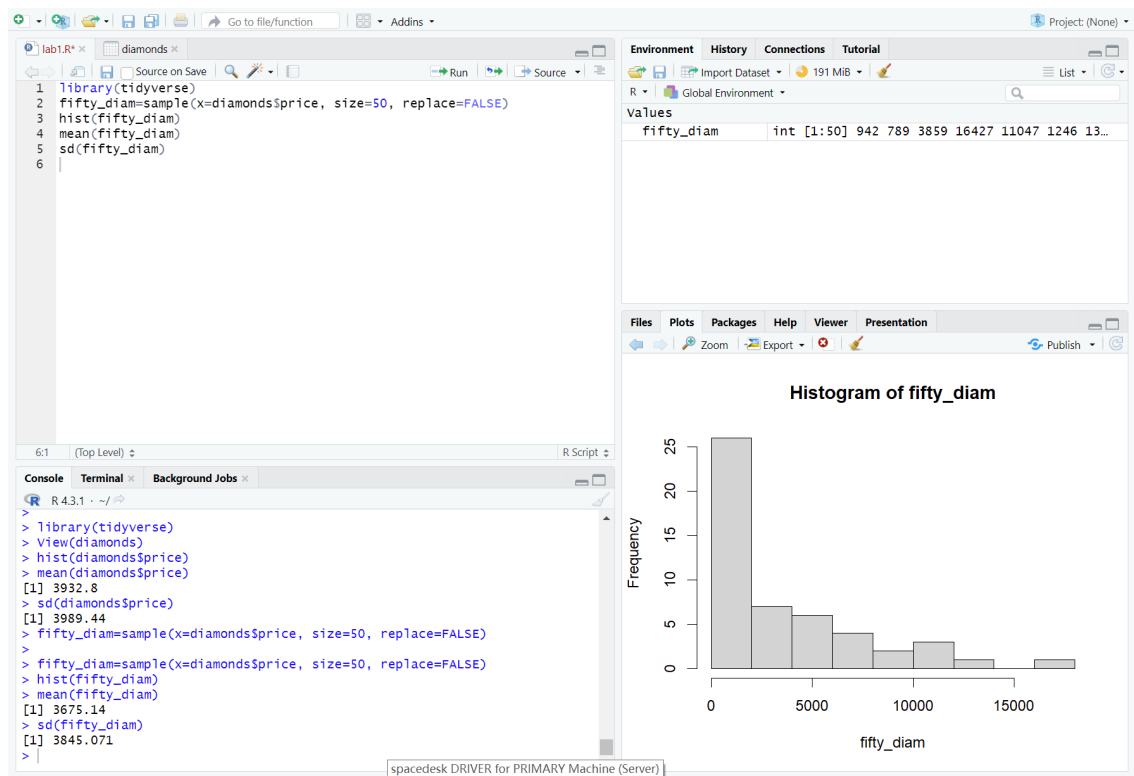 Go to file/function
Addins
Project: (None)
lab1.R*
diamonds
Source on Save
Run
Source
1 library(tidyverse)
2 fifty_diam=sample(x=diamonds$price, size=50, replace=FALSE)
3 hist(fifty_diam)
4 mean(fifty_diam)
5 sd(fifty_diam)
6
6:1 (Top Level) R Script
Console Terminal Background Jobs
R 4.3.1 · ~/
>
> library(tidyverse)
> View(diamonds)
> hist(diamonds$price)
> mean(diamonds$price)
[1] 3932.8
> sd(diamonds$price)
[1] 3989.44
> fifty_diam=sample(x=diamonds$price, size=50, replace=FALSE)
>
> fifty_diam=sample(x=diamonds$price, size=50, replace=FALSE)
> hist(fifty_diam)
> mean(fifty_diam)
[1] 3675.14
> sd(fifty_diam)
[1] 3845.071
>
spacedesk DRIVER for PRIMARY Machine (Server)
Environment History Connections Tutorial
Import Dataset 191 MiB List
R Global Environment
Values
fifty_diam int [1:50] 942 789 3859 16427 11047 1246 13…
Files Plots Packages Help Viewer Presentation
Zoom Export Publish
Histogram of fifty_diam
Frequency
25
20
15
10
5
0
0 5000 10000 15000
fifty_diam